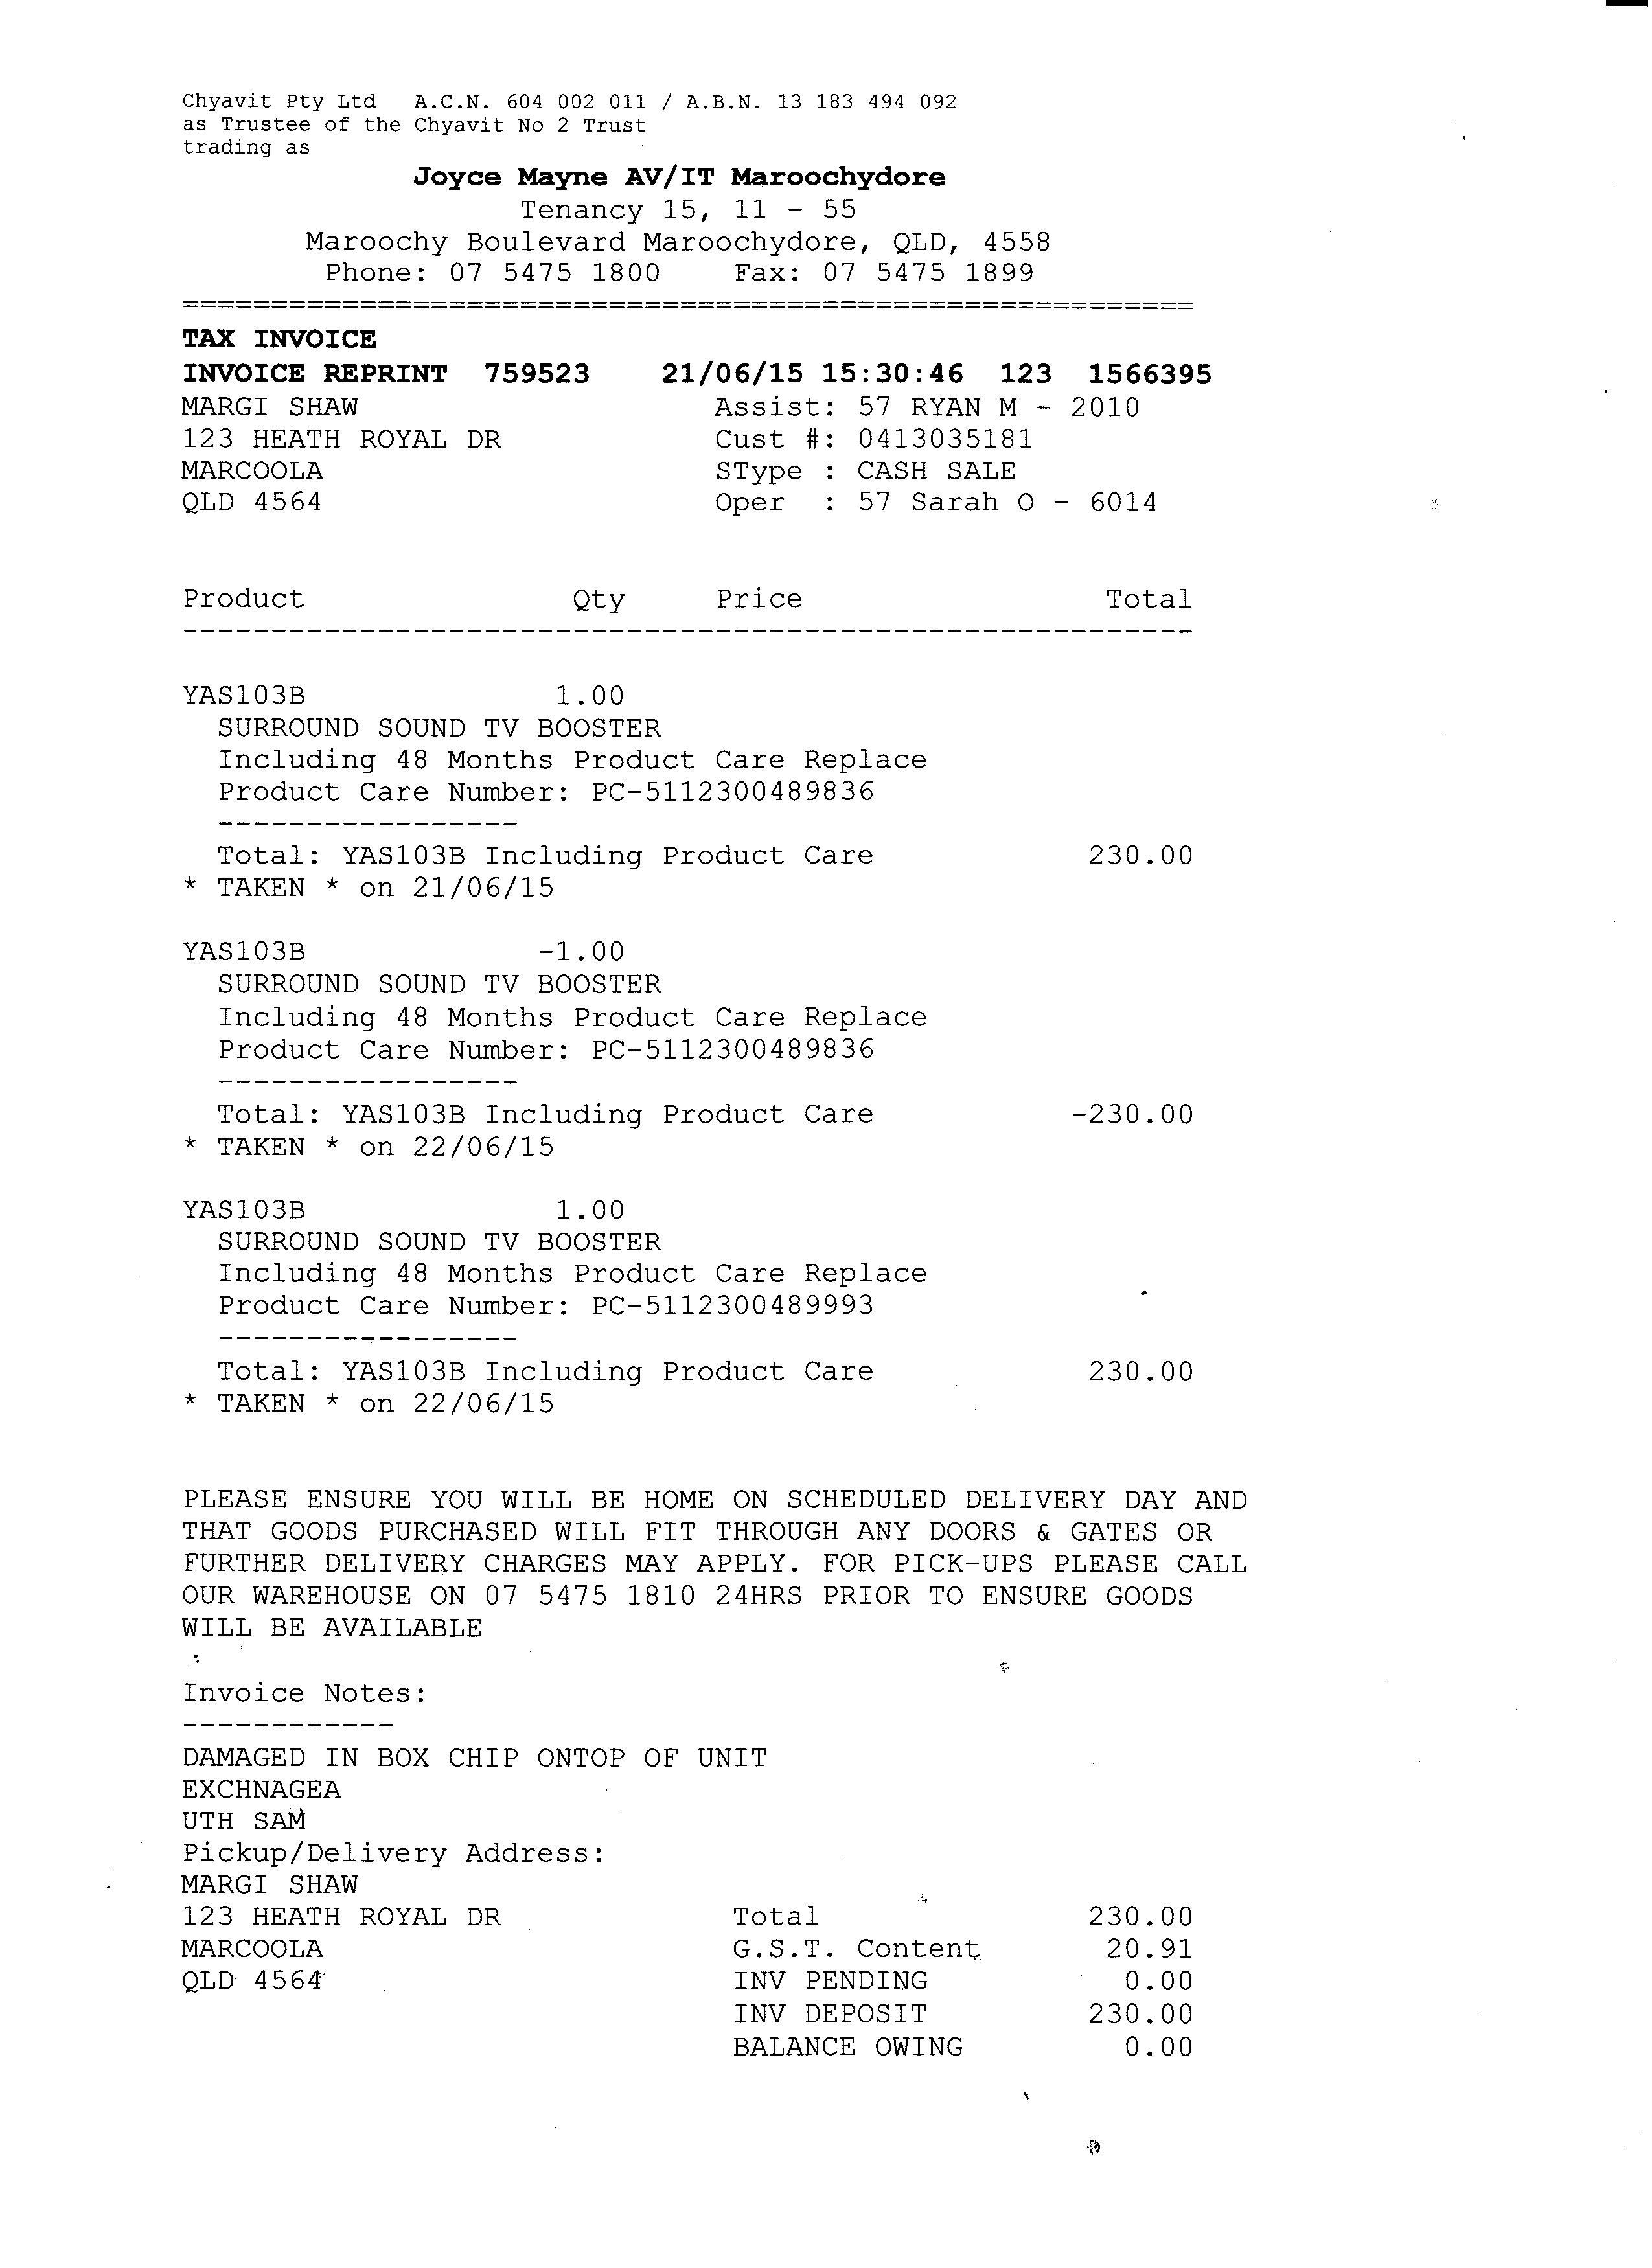 Chyavit Pty Ltd   A.C.N. 604 002 011 / A.B.N. 13 183 494 092
as Trustee of the Chyavit No 2 Trust
trading as
Joyce Mayne AV/IT Maroochydore
Tenancy 15, 11 - 55
Maroochy Boulevard Maroochydore, QLD, 4558
Phone: 07 5475 1800    Fax: 07 5475 1899
=========================================================
TAX INVOICE
INVOICE REPRINT  759523    21/06/15 15:30:46  123  1566395
MARGI SHAW                    Assist: 57 RYAN M - 2010
123 HEATH ROYAL DR            Cust #: 0413035181
MARCOOLA                      SType : CASH SALE
QLD 4564                      Oper  : 57 Sarah O - 6014
Product               Qty     Price                 Total
---------------------------------------------------------
YAS103B              1.00
SURROUND SOUND TV BOOSTER
Including 48 Months Product Care Replace
Product Care Number: PC-5112300489836
-----------------
Total: YAS103B Including Product Care            230.00
* TAKEN * on 21/06/15
YAS103B             -1.00
SURROUND SOUND TV BOOSTER
Including 48 Months Product Care Replace
Product Care Number: PC-5112300489836
-----------------
Total: YAS103B Including Product Care           -230.00
* TAKEN * on 22/06/15
YAS103B              1.00
SURROUND SOUND TV BOOSTER
Including 48 Months Product Care Replace
Product Care Number: PC-5112300489993
-----------------
Total: YAS103B Including Product Care            230.00
* TAKEN * on 22/06/15
PLEASE ENSURE YOU WILL BE HOME ON SCHEDULED DELIVERY DAY AND
THAT GOODS PURCHASED WILL FIT THROUGH ANY DOORS & GATES OR
FURTHER DELIVERY CHARGES MAY APPLY. FOR PICK-UPS PLEASE CALL
OUR WAREHOUSE ON 07 5475 1810 24HRS PRIOR TO ENSURE GOODS
WILL BE AVAILABLE
Invoice Notes:
------------
DAMAGED IN BOX CHIP ONTOP OF UNIT
EXCHNAGEA
UTH SAM
Pickup/Delivery Address:
MARGI SHAW
123 HEATH ROYAL DR             Total               230.00
MARCOOLA                       G.S.T. Content       20.91
QLD 4564                       INV PENDING           0.00
INV DEPOSIT         230.00
BALANCE OWING         0.00